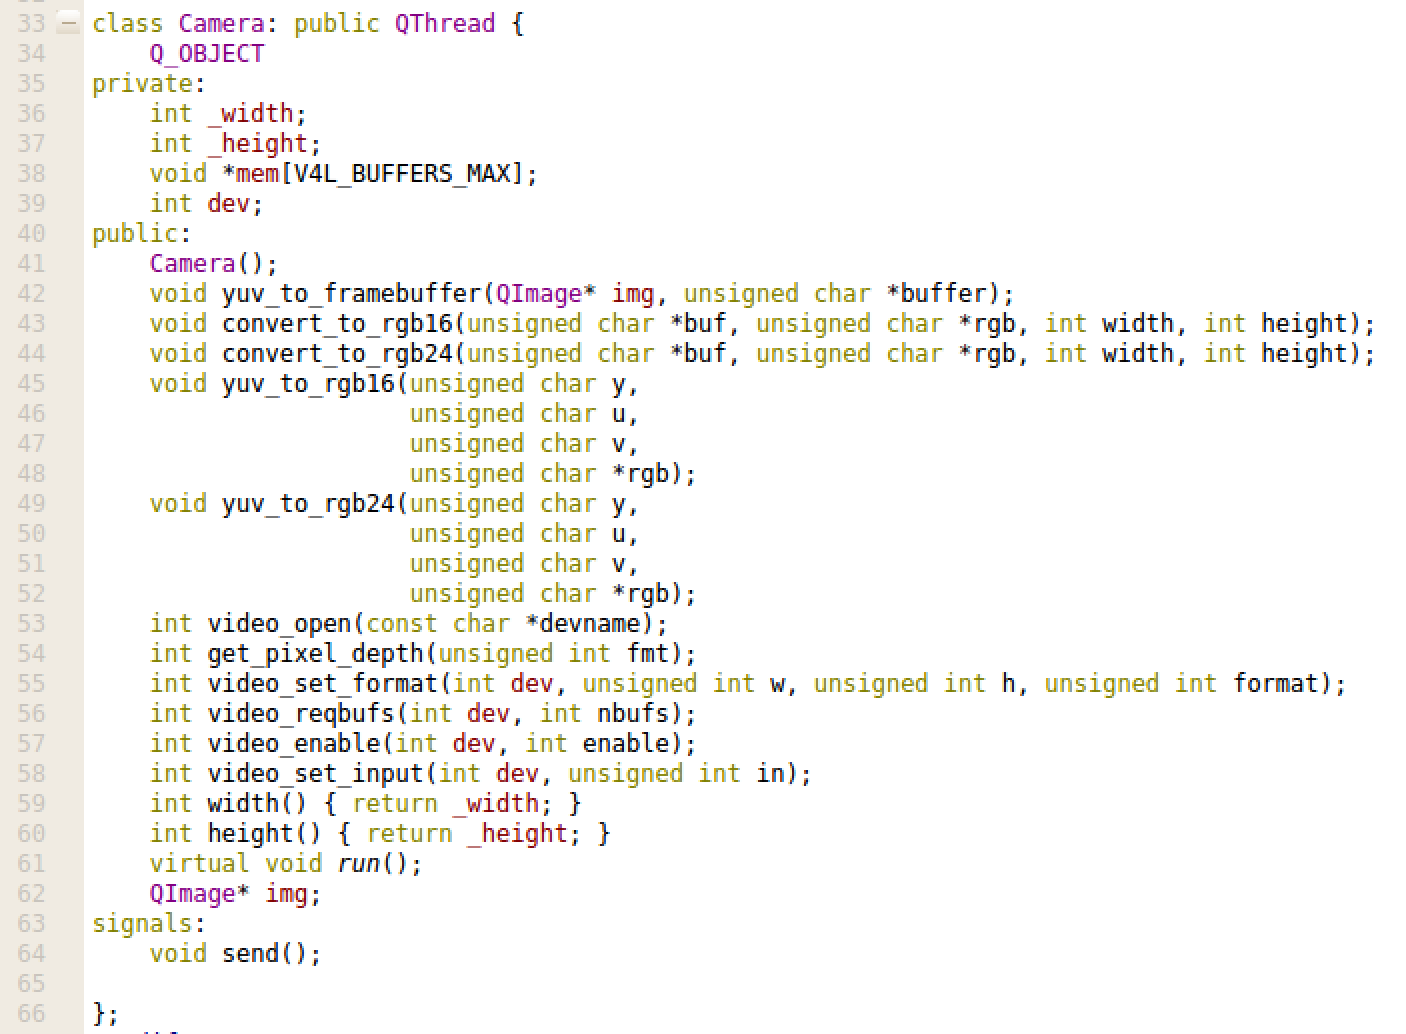 33 class Camera: public QThread {
34     Q_OBJECT
35 private:
36     int _width;
37     int _height;
38     void *mem[V4L_BUFFERS_MAX];
39     int dev;
40 public:
41     Camera();
42     void yuv_to_framebuffer(QImage* img, unsigned char *buffer);
43     void convert_to_rgb16(unsigned char *buf, unsigned char *rgb, int width, int height);
44     void convert_to_rgb24(unsigned char *buf, unsigned char *rgb, int width, int height);
45     void yuv_to_rgb16(unsigned char y,
46                       unsigned char u,
47                       unsigned char v,
48                       unsigned char *rgb);
49     void yuv_to_rgb24(unsigned char y,
50                       unsigned char u,
51                       unsigned char v,
52                       unsigned char *rgb);
53     int video_open(const char *devname);
54     int get_pixel_depth(unsigned int fmt);
55     int video_set_format(int dev, unsigned int w, unsigned int h, unsigned int format);
56     int video_reqbufs(int dev, int nbufs);
57     int video_enable(int dev, int enable);
58     int video_set_input(int dev, unsigned int in);
59     int width() { return _width; }
60     int height() { return _height; }
61     virtual void run();
62     QImage* img;
63 signals:
64     void send();
65
66 };